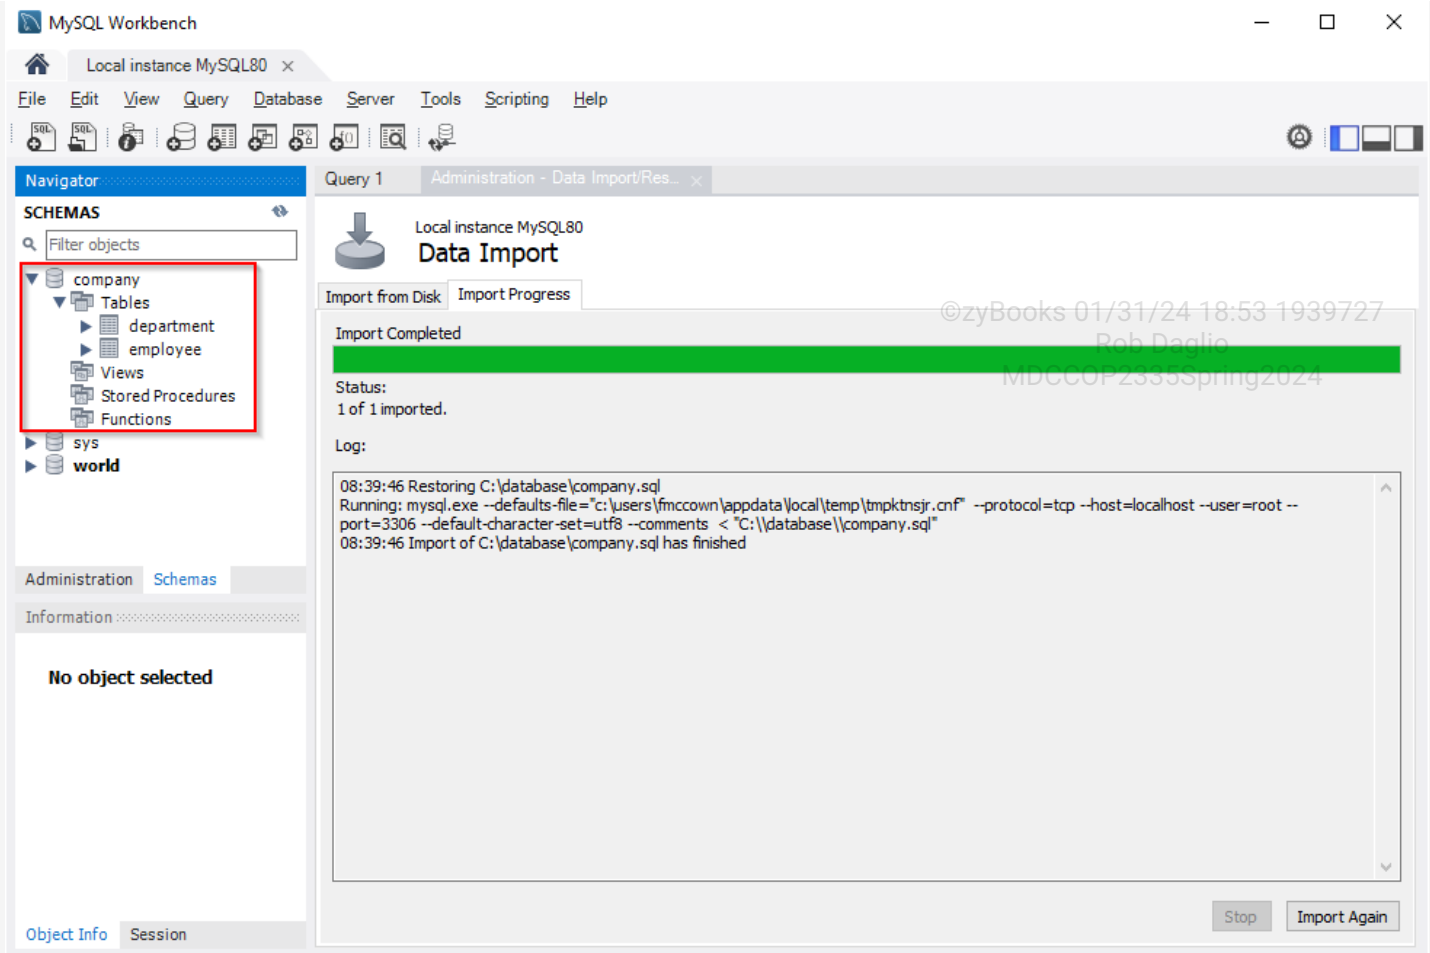 MySQL Workbench
Local instance MySQL80
File Edit View Query Database Server Tools Scripting Help
Navigator
SCHEMAS
Filter objects
company
Tables
department
employee
Views
Stored Procedures
Functions
sys
world
Administration Schemas
Information
No object selected
Object Info Session
Query 1 Administration - Data Import/Res...
Local instance MySQL80
Data Import
Import from Disk Import Progress
©zyBooks 01/31/24 18:53 1939727
Rob Daglio
MDCCOP2335Spring2024
Import Completed
Status:
1 of 1 imported.
Log:
08:39:46 Restoring C:\database\company.sql
Running: mysql.exe --defaults-file="c:\users\fmccown\appdata\local\temp\tmpktnsjr.cnf"  --protocol=tcp --host=localhost --user=root --
port=3306 --default-character-set=utf8 --comments  < "C:\\database\\company.sql"
08:39:46 Import of C:\database\company.sql has finished
Stop Import Again